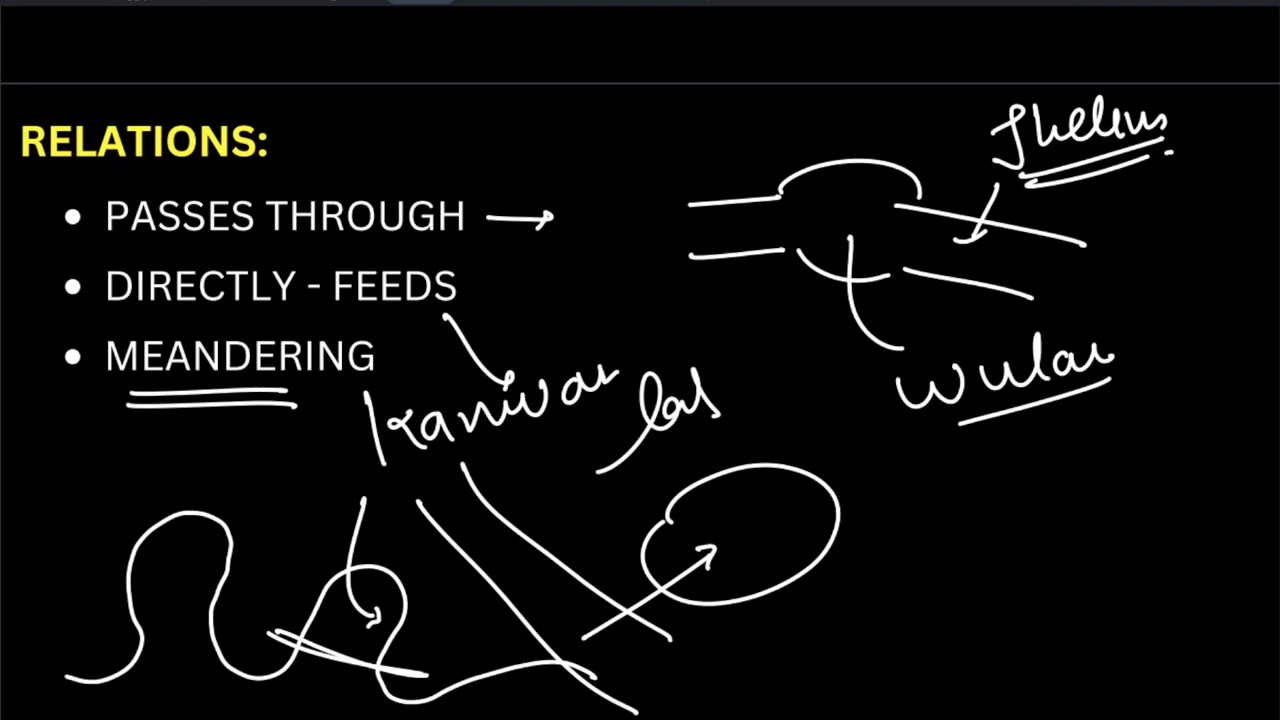 RELATIONS:
• PASSES THROUGH →
• DIRECTLY - FEEDS
• MEANDERING
Jhelum
wular
kanwar